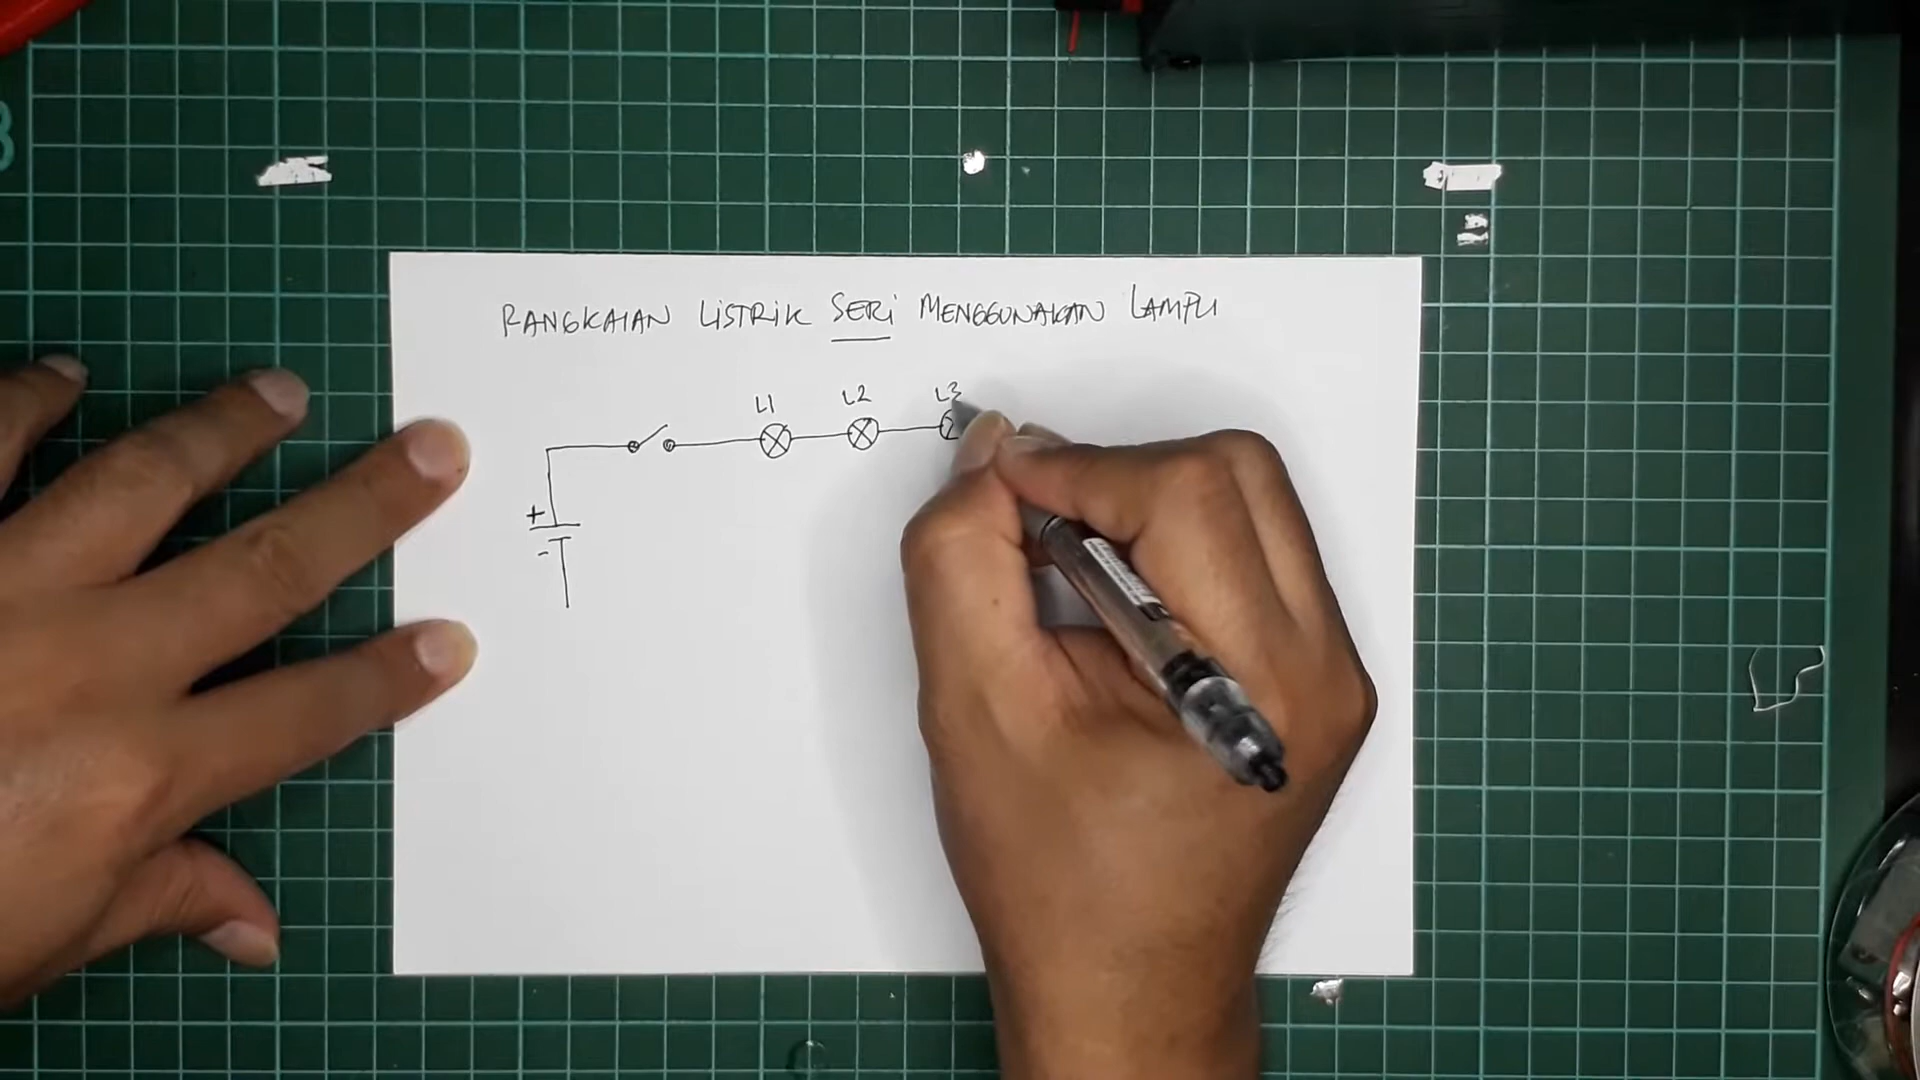 RANGKAIAN LISTRIK SERI MENGGUNAKAN LAMPU
L1 L2 L3
+
-